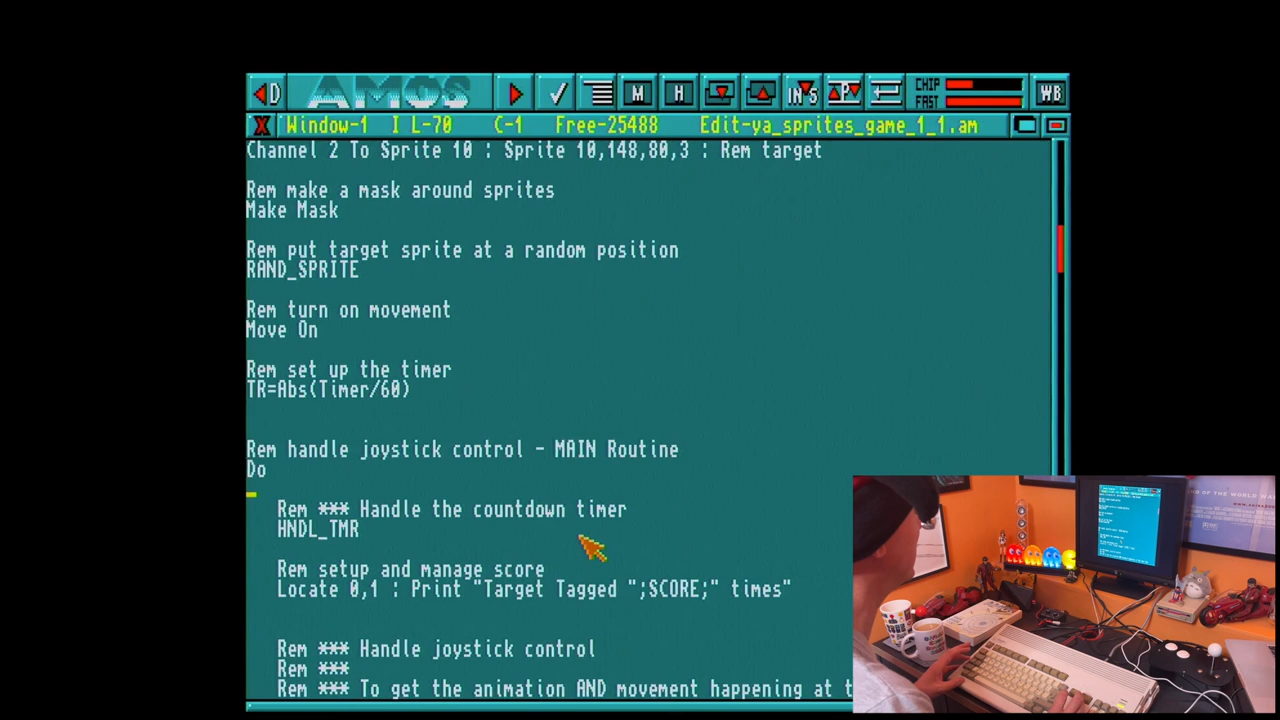 D AMOS M H INS P CHIP FAST WB
X Window-1 I L-70 C-1 Free-25488 Edit-ya_sprites_game_1_1.am
Channel 2 To Sprite 10 : Sprite 10,148,80,3 : Rem target
Rem make a mask around sprites
Make Mask
Rem put target sprite at a random position
RAND_SPRITE
Rem turn on movement
Move On
Rem set up the timer
TR=Abs(Timer/60)
Rem handle joystick control - MAIN Routine
Do
Rem *** Handle the countdown timer
HNDL_TMR
Rem setup and manage score
Locate 0,1 : Print "Target Tagged ";SCORE;" times"
Rem *** Handle joystick control
Rem ***
Rem *** To get the animation AND movement happening at t